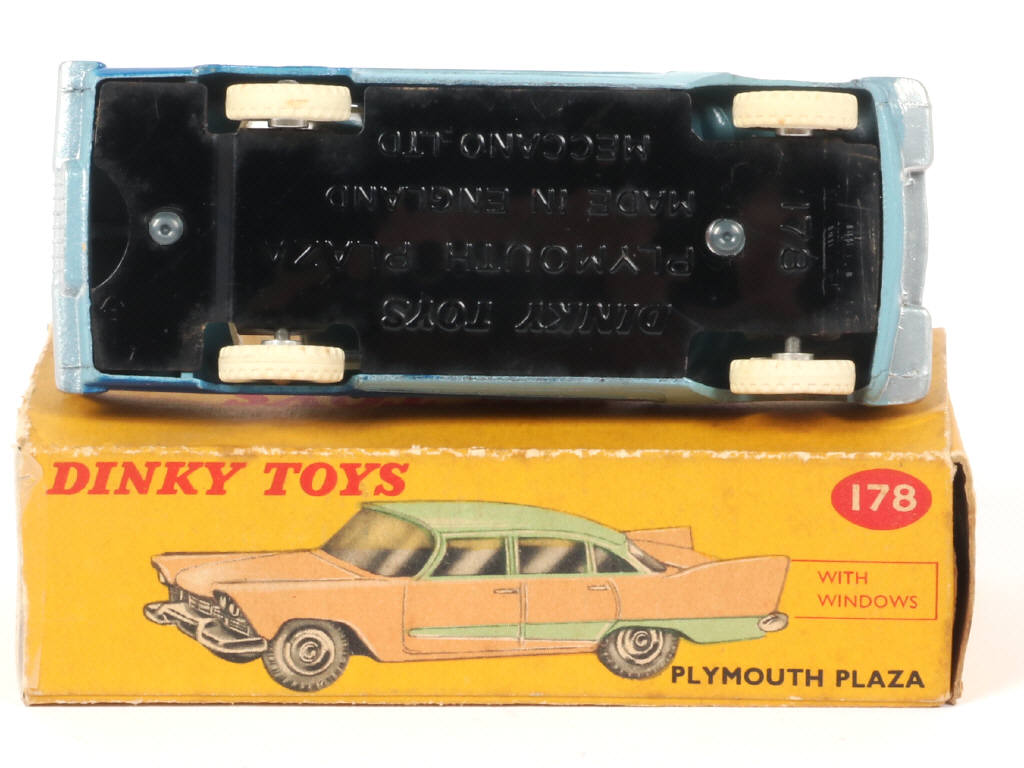 MECCANO LTD
MADE IN ENGLAND
PLYMOUTH PLAZA
DINKY TOYS
178
DINKY TOYS
178
WITH
WINDOWS
PLYMOUTH PLAZA